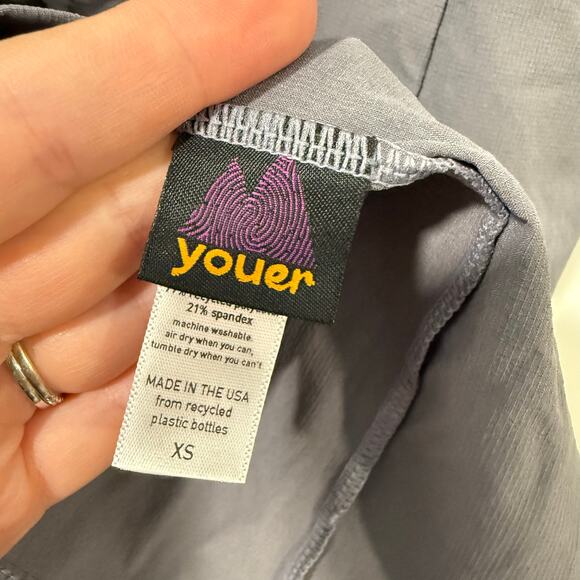 youer
recycled
21% spandex
machine washable.
air dry when you can,
tumble dry when you can't
MADE IN THE USA
from recycled
plastic bottles
XS